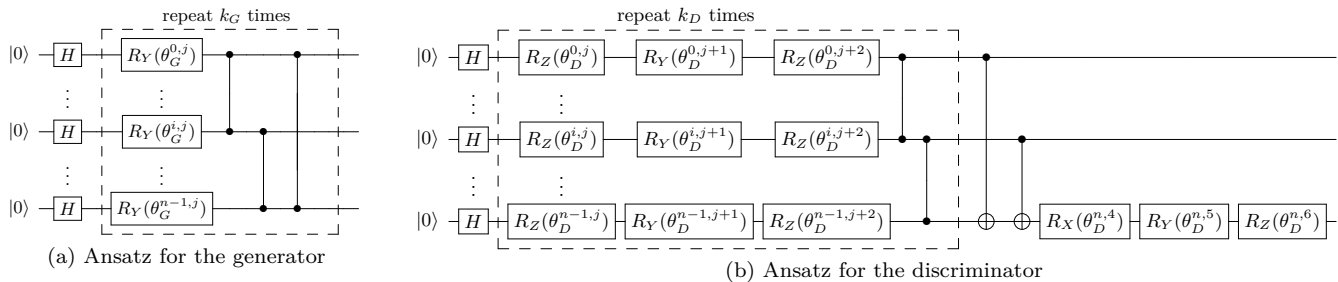 repeat k_G times
|0⟩ H R_Y(θ_G^{0,j})
⋮ ⋮
|0⟩ H R_Y(θ_G^{i,j})
⋮ ⋮
|0⟩ H R_Y(θ_G^{n-1,j})
(a) Ansatz for the generator
repeat k_D times
|0⟩ H R_Z(θ_D^{0,j}) R_Y(θ_D^{0,j+1}) R_Z(θ_D^{0,j+2})
⋮ ⋮
|0⟩ H R_Z(θ_D^{i,j}) R_Y(θ_D^{i,j+1}) R_Z(θ_D^{i,j+2})
⋮ ⋮
|0⟩ H R_Z(θ_D^{n-1,j}) R_Y(θ_D^{n-1,j+1}) R_Z(θ_D^{n-1,j+2}) R_X(θ_D^{n,4}) R_Y(θ_D^{n,5}) R_Z(θ_D^{n,6})
(b) Ansatz for the discriminator